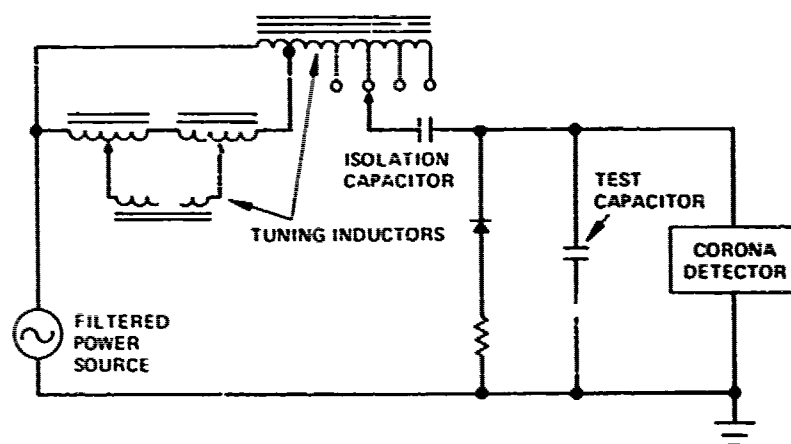 ISOLATION
CAPACITOR
TEST
CAPACITOR
TUNING INDUCTORS
CORONA
DETECTOR
FILTERED
POWER
SOURCE